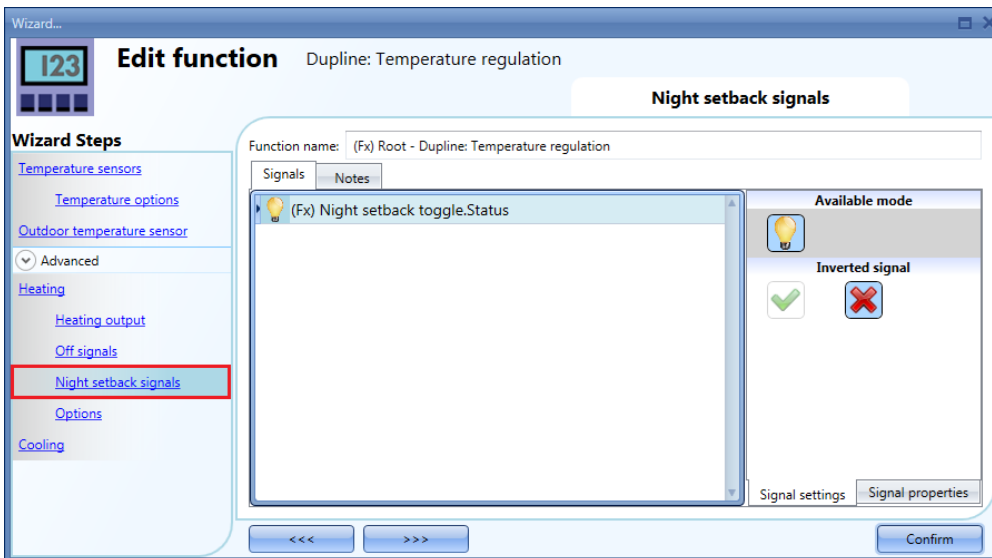 Wizard...
123
Edit function Dupline: Temperature regulation
Night setback signals
Wizard Steps
Temperature sensors
Temperature options
Outdoor temperature sensor
Advanced
Heating
Heating output
Off signals
Night setback signals
Options
Cooling
Function name: (Fx) Root - Dupline: Temperature regulation
Signals Notes
(Fx) Night setback toggle.Status
Available mode
Inverted signal
Signal settings Signal properties
<<< >>> Confirm